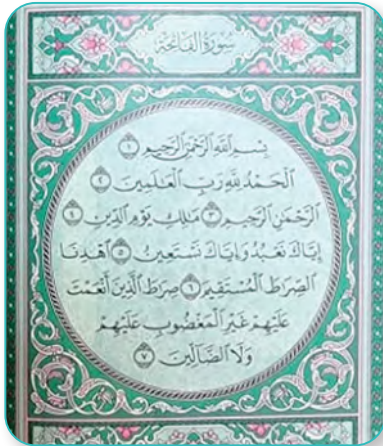 سُورَةُ الفَاتِحَةِ
بِسْمِ ٱللَّهِ ٱلرَّحْمَٰنِ ٱلرَّحِيمِ ۝١
ٱلْحَمْدُ لِلَّهِ رَبِّ ٱلْعَٰلَمِينَ ۝٢
ٱلرَّحْمَٰنِ ٱلرَّحِيمِ ۝٣ مَٰلِكِ يَوْمِ ٱلدِّينِ ۝٤
إِيَّاكَ نَعْبُدُ وَإِيَّاكَ نَسْتَعِينُ ۝٥ ٱهْدِنَا
ٱلصِّرَٰطَ ٱلْمُسْتَقِيمَ ۝٦ صِرَٰطَ ٱلَّذِينَ أَنْعَمْتَ
عَلَيْهِمْ غَيْرِ ٱلْمَغْضُوبِ عَلَيْهِمْ
وَلَا ٱلضَّآلِّينَ ۝٧